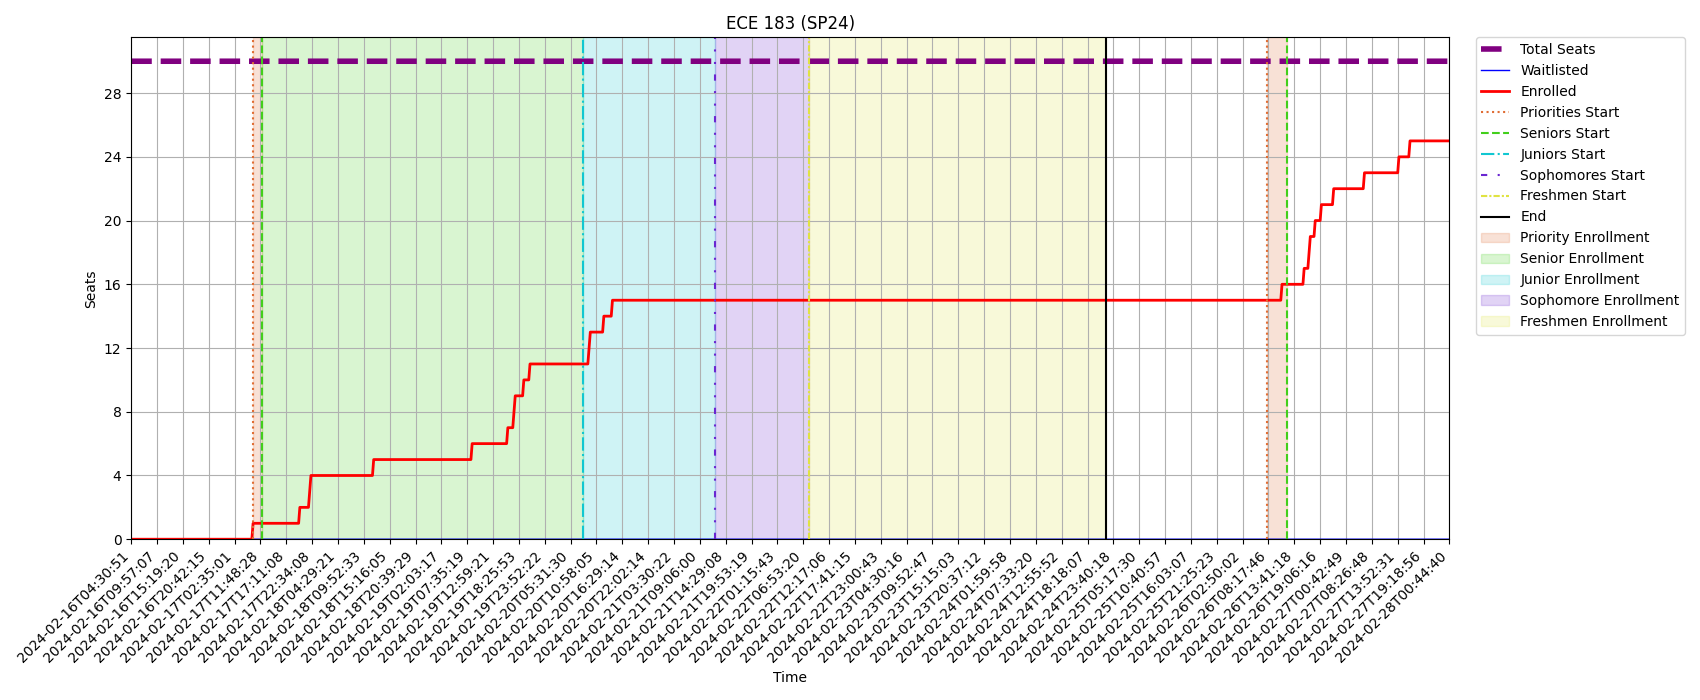 ECE 183 (SP24)
Seats
28
24
20
16
12
8
4
0
2024-02-16T04:30:51
2024-02-16T09:57:07
2024-02-16T15:19:20
2024-02-16T20:42:15
2024-02-17T02:35:01
2024-02-17T11:48:28
2024-02-17T17:11:08
2024-02-17T22:34:08
2024-02-18T04:29:21
2024-02-18T09:52:33
2024-02-18T15:16:05
2024-02-18T20:39:29
2024-02-19T02:03:17
2024-02-19T07:35:19
2024-02-19T12:59:21
2024-02-19T18:25:53
2024-02-19T23:52:22
2024-02-20T05:31:30
2024-02-20T10:58:05
2024-02-20T16:29:14
2024-02-20T22:02:14
2024-02-21T03:30:22
2024-02-21T09:06:00
2024-02-21T14:29:08
2024-02-21T19:53:19
2024-02-22T01:15:43
2024-02-22T06:53:20
2024-02-22T12:17:06
2024-02-22T17:41:15
2024-02-22T23:00:43
2024-02-23T04:30:16
2024-02-23T09:52:47
2024-02-23T15:15:03
2024-02-23T20:37:12
2024-02-24T01:59:58
2024-02-24T07:33:20
2024-02-24T12:55:52
2024-02-24T18:18:07
2024-02-24T23:40:18
2024-02-25T05:17:30
2024-02-25T10:40:57
2024-02-25T16:03:07
2024-02-25T21:25:23
2024-02-26T02:50:02
2024-02-26T08:17:46
2024-02-26T13:41:18
2024-02-26T19:06:16
2024-02-27T00:42:49
2024-02-27T08:26:48
2024-02-27T13:52:31
2024-02-27T19:18:56
2024-02-28T00:44:40
Time
Total Seats
Waitlisted
Enrolled
Priorities Start
Seniors Start
Juniors Start
Sophomores Start
Freshmen Start
End
Priority Enrollment
Senior Enrollment
Junior Enrollment
Sophomore Enrollment
Freshmen Enrollment